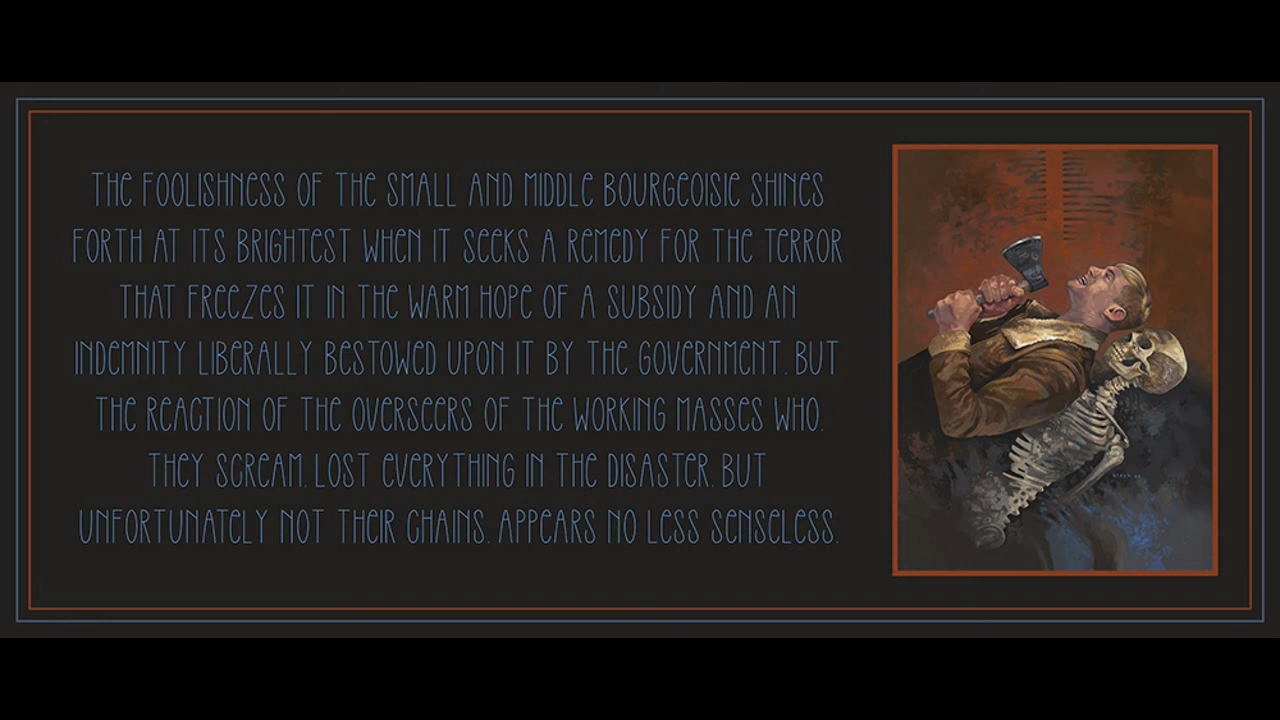 THE FOOLISHNESS OF THE SMALL AND MIDDLE BOURGEOISIE SHINES
FORTH AT ITS BRIGHTEST WHEN IT SEEKS A REMEDY FOR THE TERROR
THAT FREEZES IT IN THE WARM HOPE OF A SUBSIDY AND AN
INDEMNITY LIBERALLY BESTOWED UPON IT BY THE GOVERNMENT. BUT
THE REACTION OF THE OVERSEERS OF THE WORKING MASSES WHO.
THEY SCREAM. LOST EVERYTHING IN THE DISASTER. BUT
UNFORTUNATELY NOT THEIR CHAINS. APPEARS NO LESS SENSELESS.